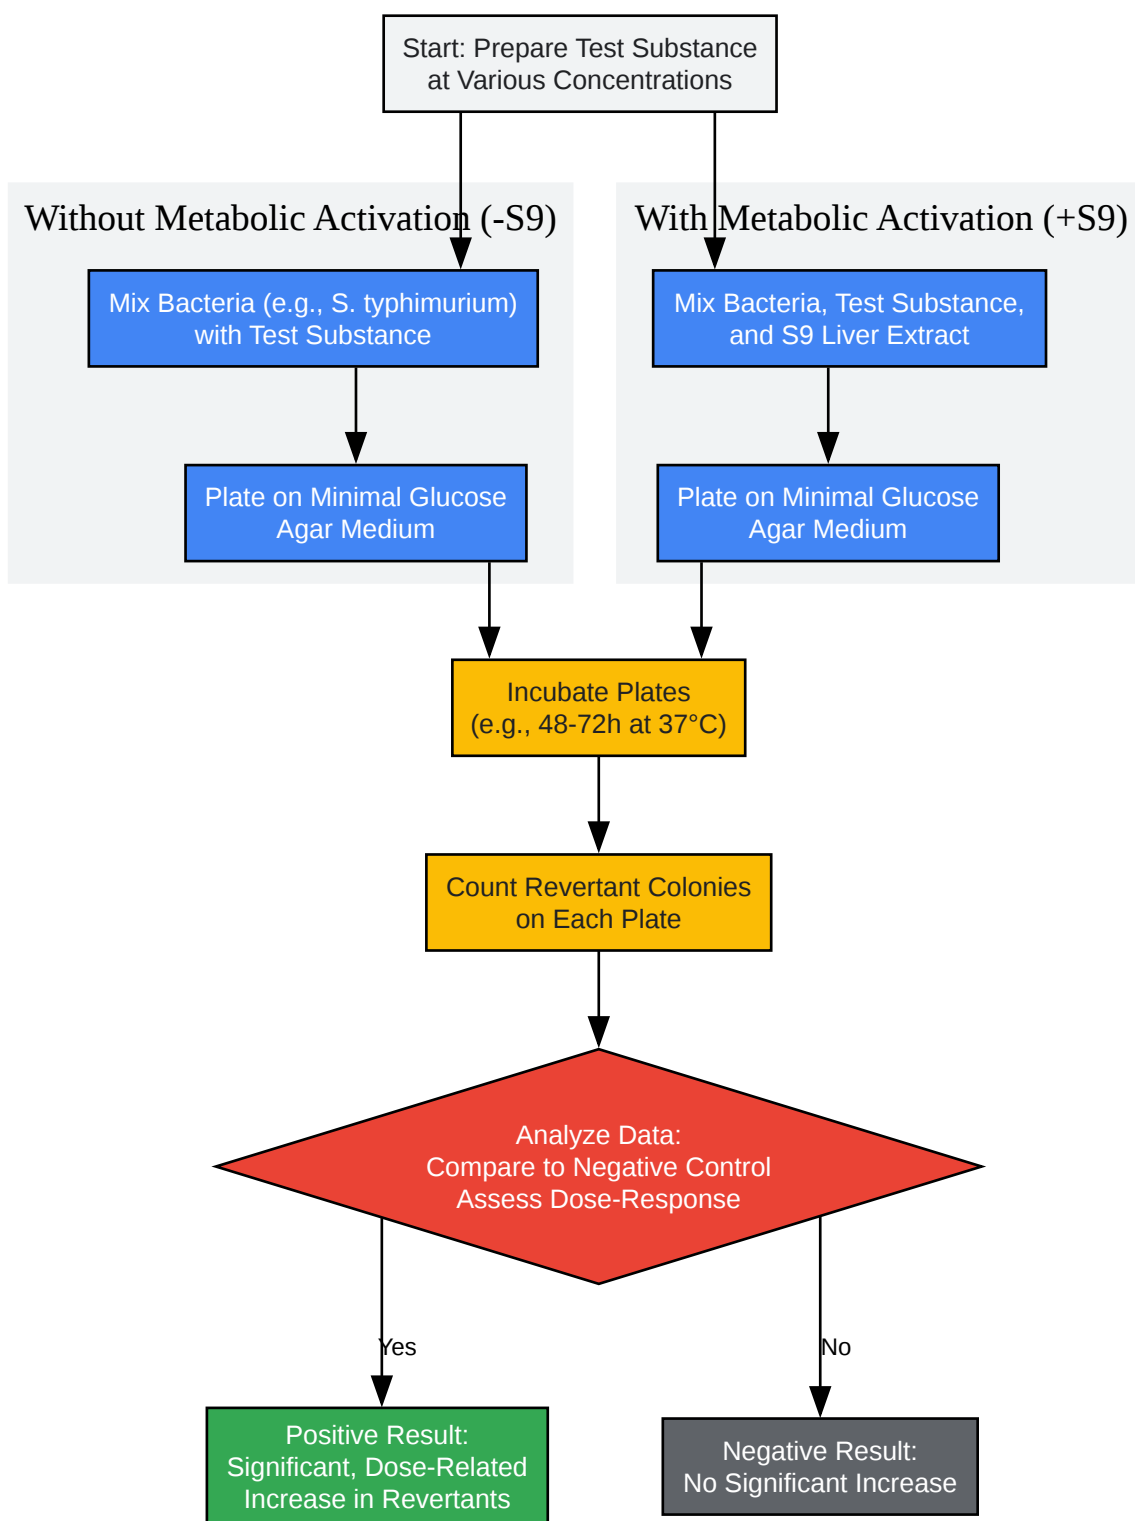 Start: Prepare Test Substance
at Various Concentrations
Without Metabolic Activation (-S9)
Mix Bacteria (e.g., S. typhimurium)
with Test Substance
Plate on Minimal Glucose
Agar Medium
With Metabolic Activation (+S9)
Mix Bacteria, Test Substance,
and S9 Liver Extract
Plate on Minimal Glucose
Agar Medium
Incubate Plates
(e.g., 48-72h at 37°C)
Count Revertant Colonies
on Each Plate
Analyze Data:
Compare to Negative Control
Assess Dose-Response
Yes
No
Positive Result:
Significant, Dose-Related
Increase in Revertants
Negative Result:
No Significant Increase